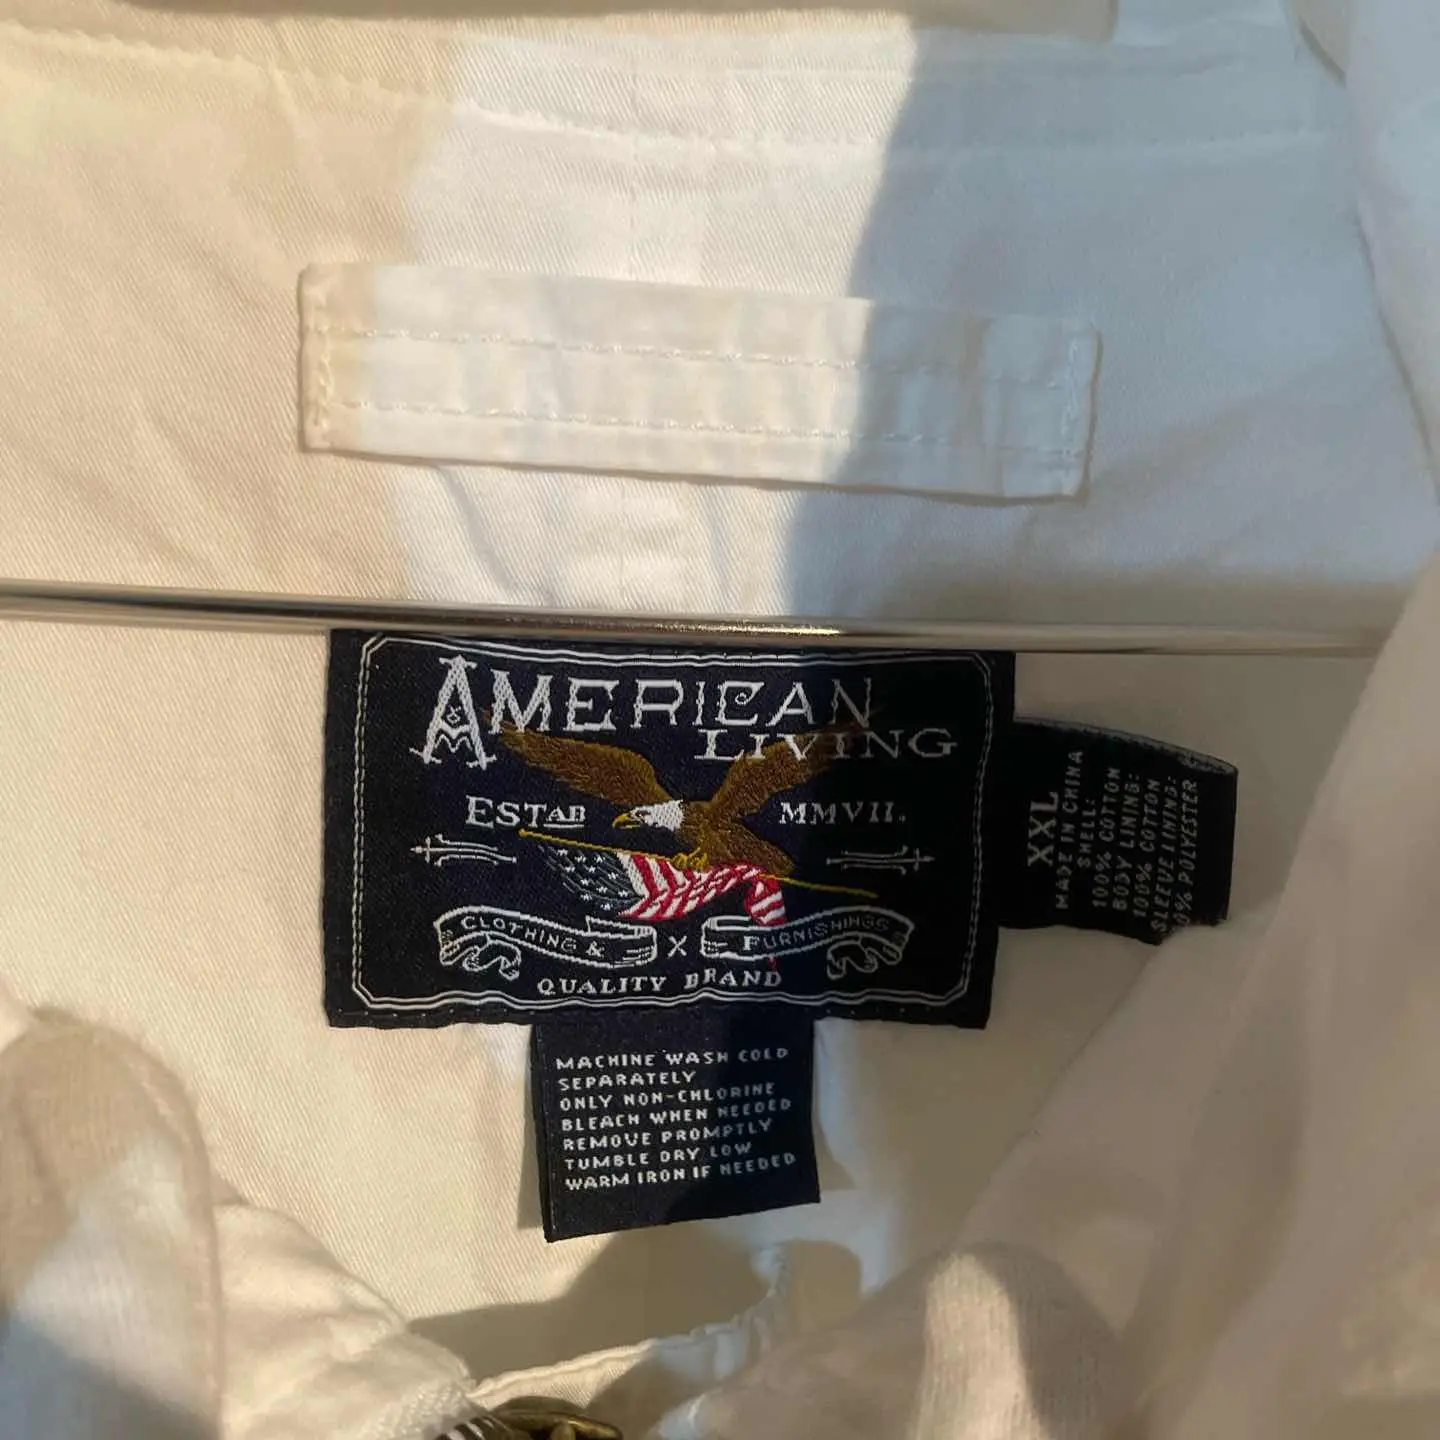 AMERICAN
LIVING
ESTAB MMVII.
CLOTHING & X FURNISHINGS
QUALITY BRAND
XXL
MADE IN CHINA
SHELL:
100% COTTON
BODY LINING:
100% COTTON
SLEEVE LINING:
0% POLYESTER
MACHINE WASH COLD
SEPARATELY
ONLY NON-CHLORINE
BLEACH WHEN NEEDED
REMOVE PROMPTLY
TUMBLE DRY LOW
WARM IRON IF NEEDED